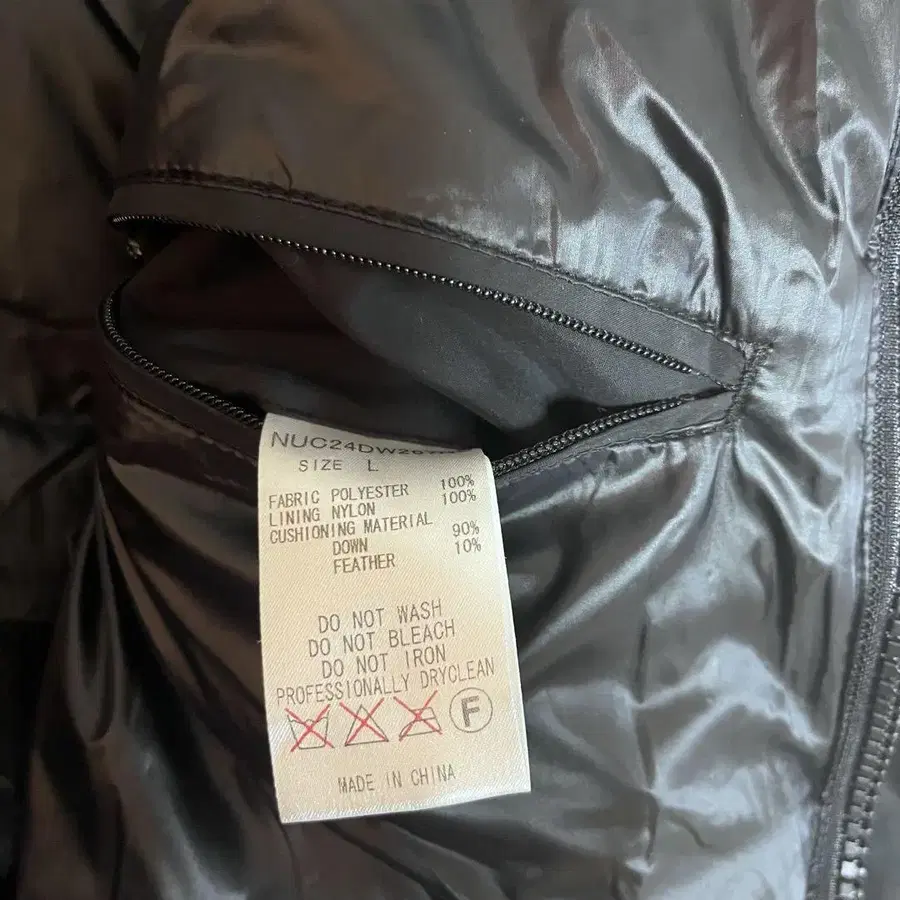 SIZE L
FABRIC POLYESTER 100%
LINING NYLON 100%
CUSHIONING MATERIAL
DOWN 90%
FEATHER 10%
DO NOT WASH
DO NOT BLEACH
DO NOT IRON
PROFESSIONALLY DRYCLEAN
F
MADE IN CHINA